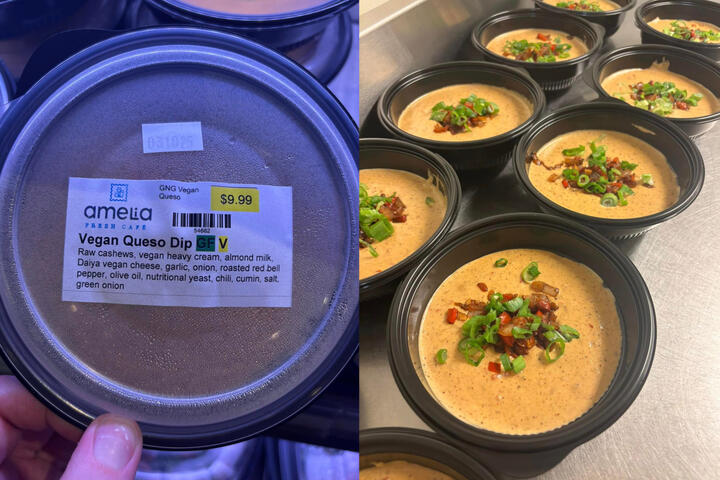 031025
GNG Vegan
Queso
$9.99
amelia
FRESH CAFÉ
54662
Vegan Queso Dip GF V
Raw cashews, vegan heavy cream, almond milk,
Daiya vegan cheese, garlic, onion, roasted red bell
pepper, olive oil, nutritional yeast, chili, cumin, salt,
green onion